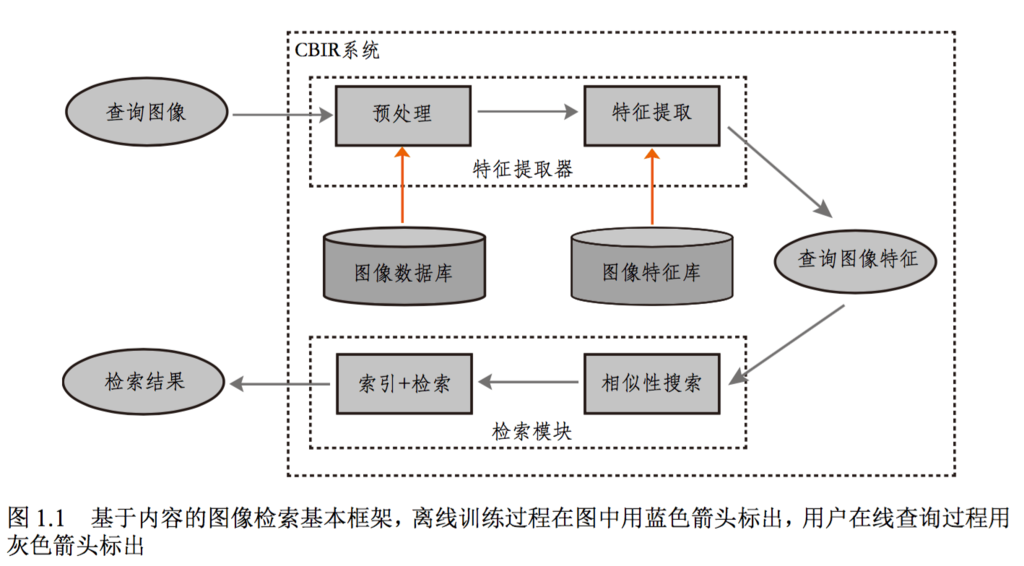 CBIR系统
查询图像
预处理
特征提取
特征提取器
图像数据库
图像特征库
查询图像特征
检索结果
索引+检索
相似性搜索
检索模块
图 1.1 基于内容的图像检索基本框架，离线训练过程在图中用蓝色箭头标出，用户在线查询过程用
灰色箭头标出